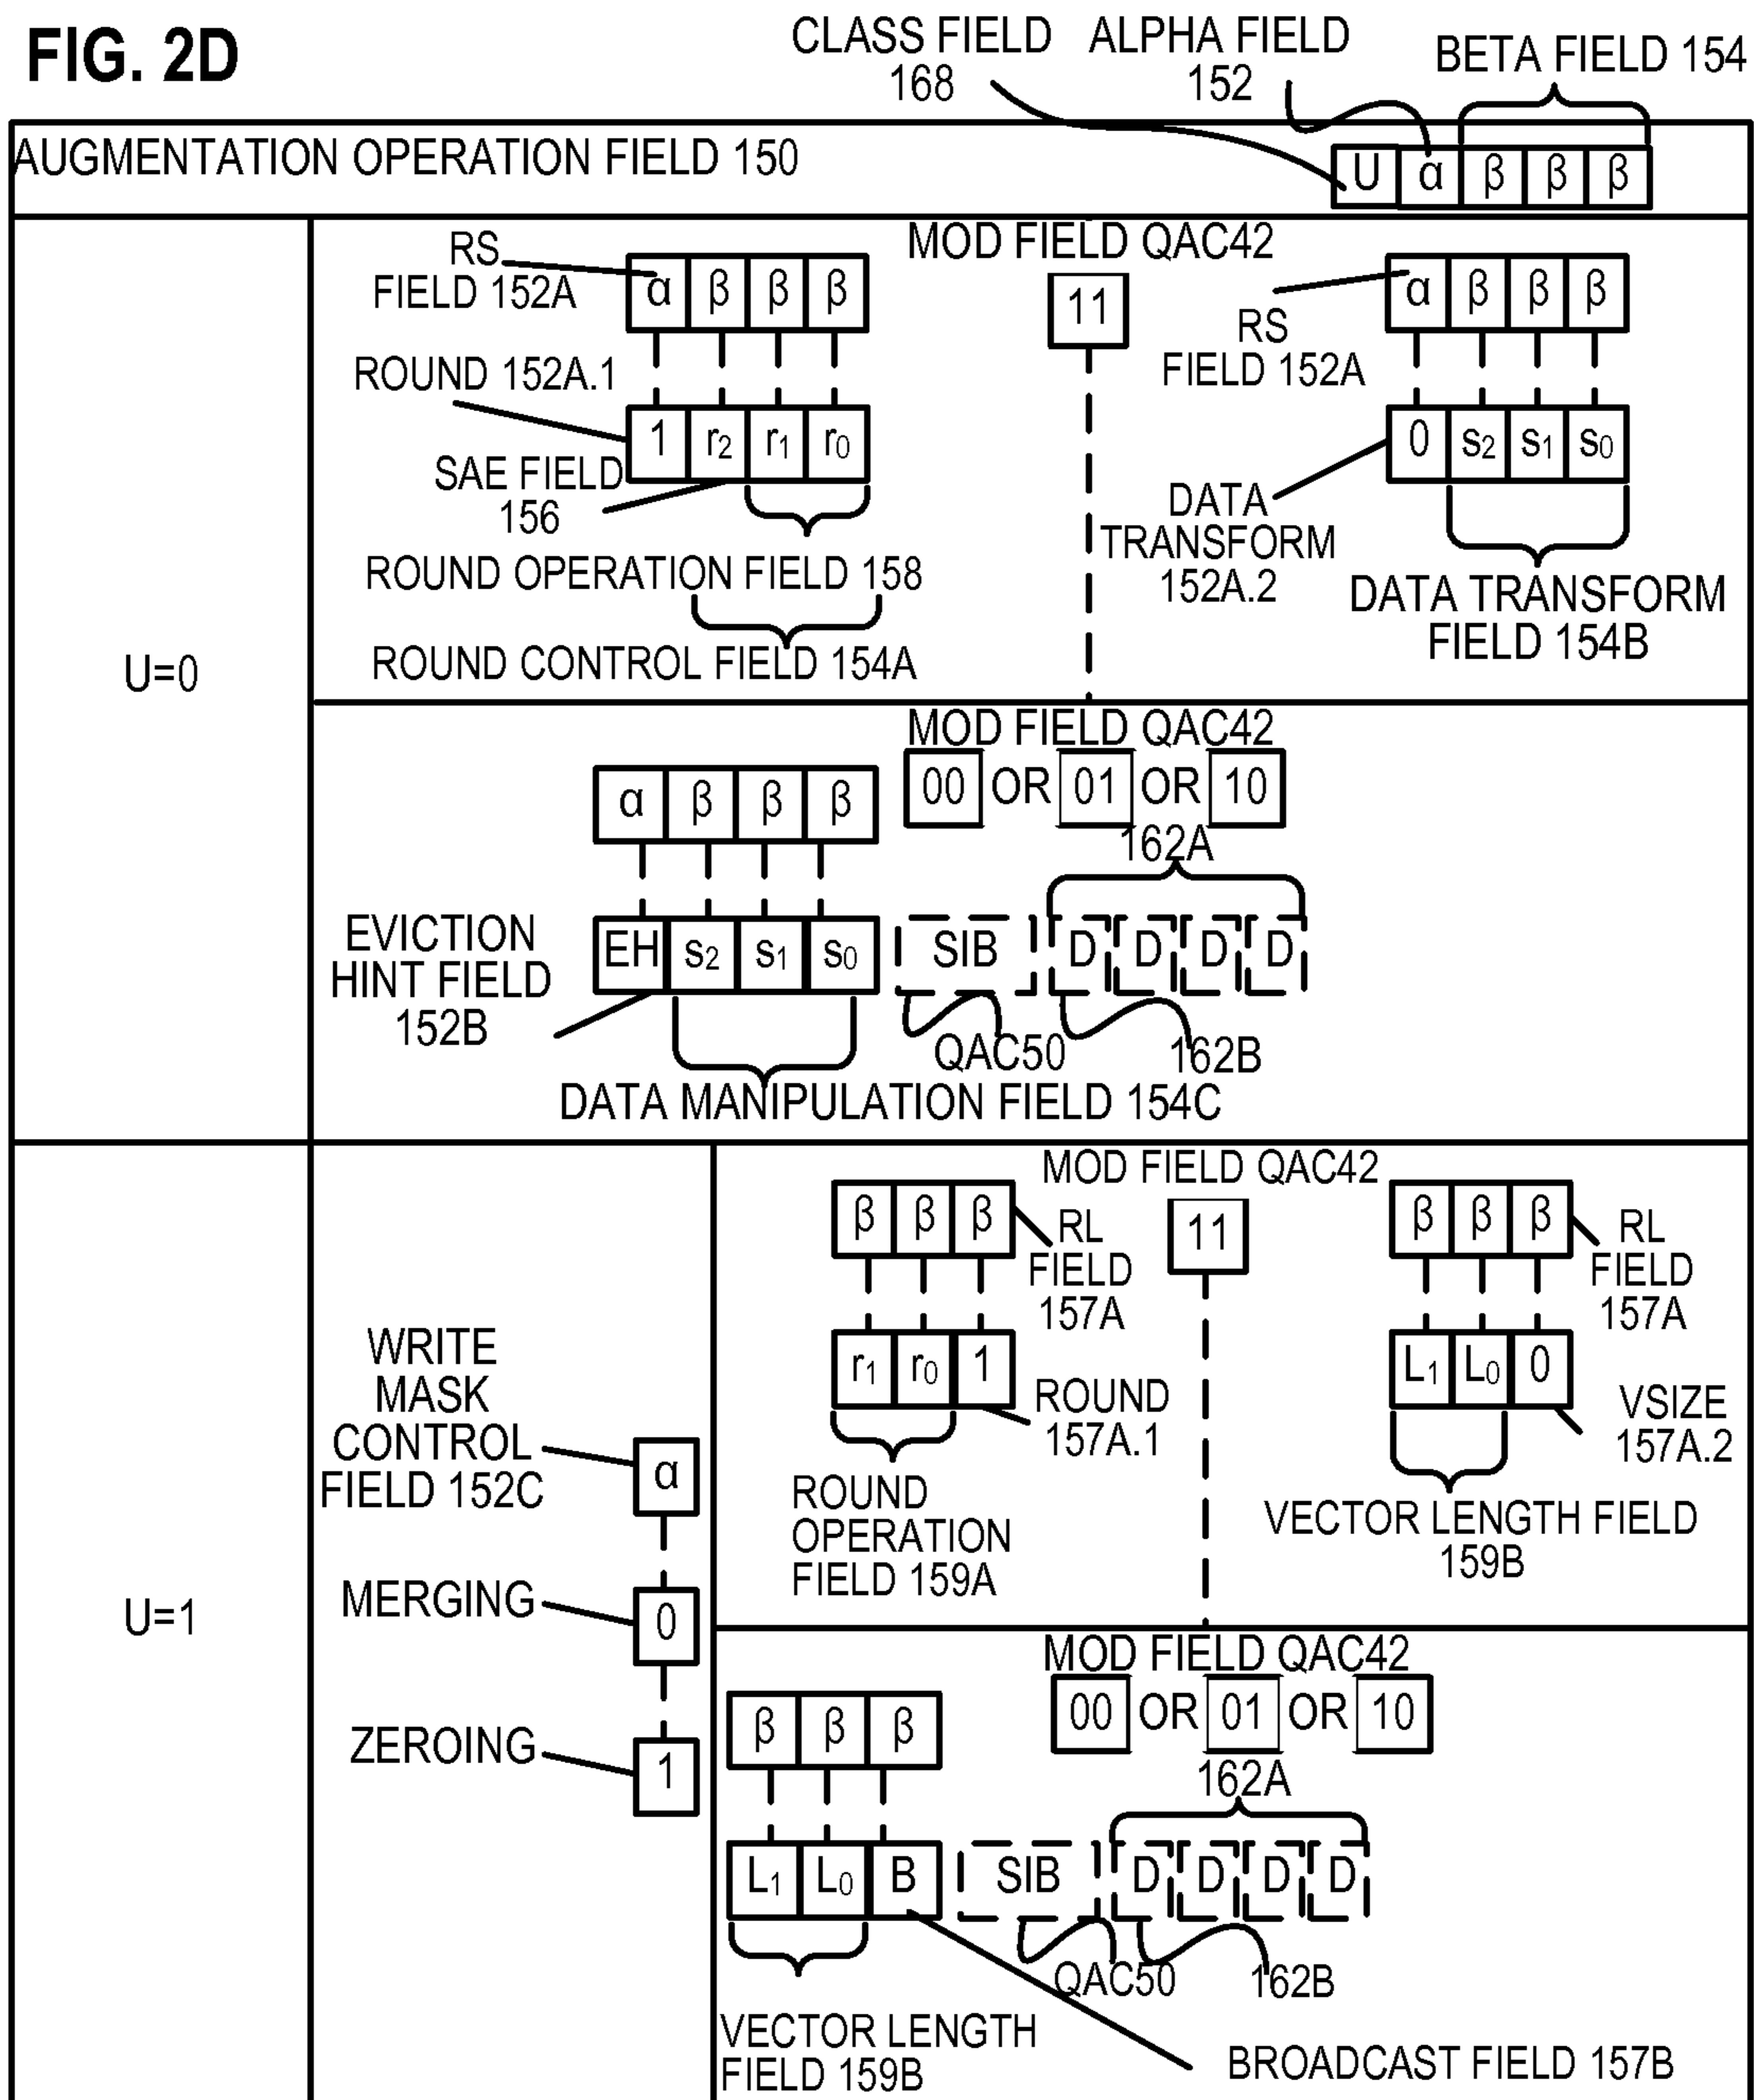 FIG. 2D
CLASS FIELD
168
ALPHA FIELD
152
BETA FIELD 154
AUGMENTATION OPERATION FIELD 150
U α β β β
U=0
RS
FIELD 152A
α β β β
ROUND 152A.1
1 r2 r1 r0
SAE FIELD
156
ROUND OPERATION FIELD 158
ROUND CONTROL FIELD 154A
MOD FIELD QAC42
11
α β β β
RS
FIELD 152A
0 s2 s1 s0
DATA
TRANSFORM
152A.2
DATA TRANSFORM
FIELD 154B
MOD FIELD QAC42
00 OR 01 OR 10
α β β β
162A
EVICTION
HINT FIELD
152B
EH s2 s1 s0
SIB D D D D
QAC50
162B
DATA MANIPULATION FIELD 154C
U=1
WRITE
MASK
CONTROL
FIELD 152C
α
MERGING
0
ZEROING
1
MOD FIELD QAC42
11
β β β
RL
FIELD
157A
r1 r0 1
ROUND
157A.1
ROUND
OPERATION
FIELD 159A
β β β
RL
FIELD
157A
L1 L0 0
VSIZE
157A.2
VECTOR LENGTH FIELD
159B
MOD FIELD QAC42
00 OR 01 OR 10
β β β
162A
L1 L0 B
SIB D D D D
QAC50
162B
VECTOR LENGTH
FIELD 159B
BROADCAST FIELD 157B